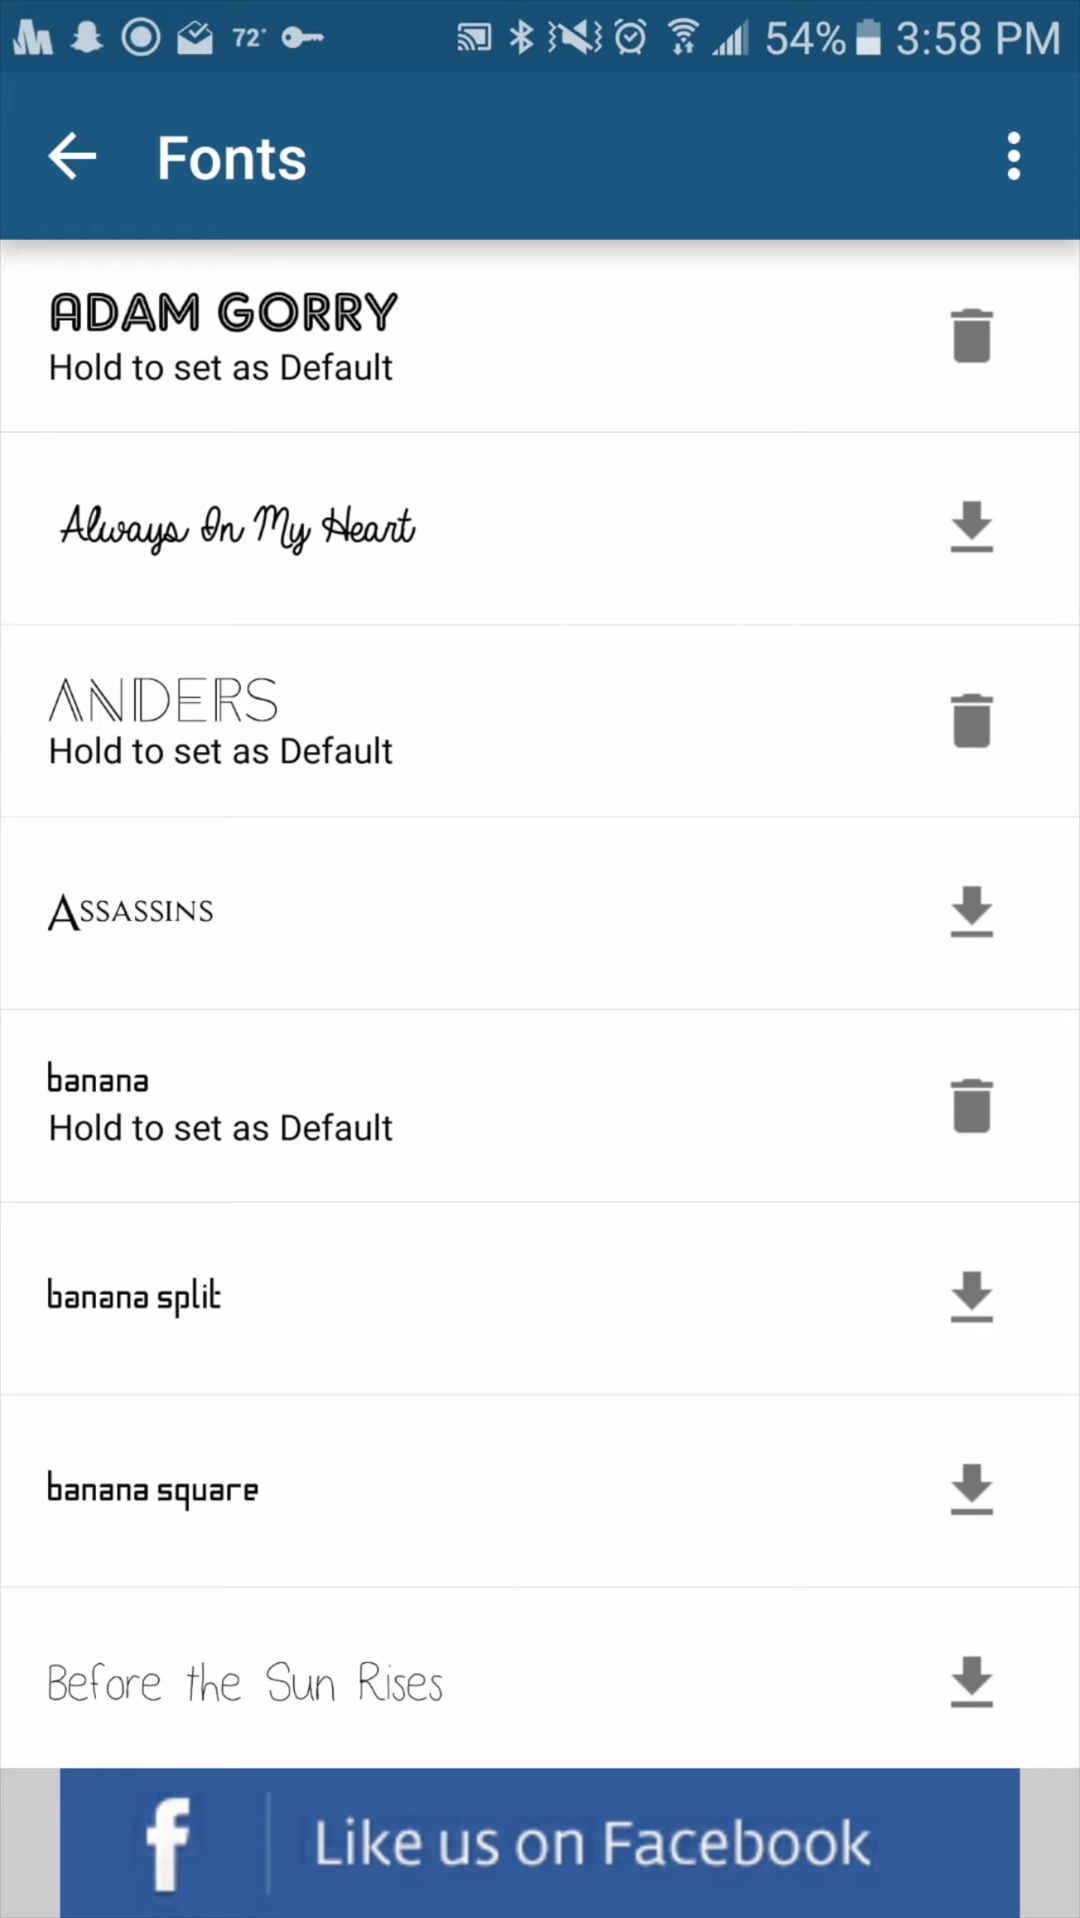 72° 54% 3:58 PM
Fonts
ADAM GORRY
Hold to set as Default
Always In My Heart
ANDERS
Hold to set as Default
Assassins
banana
Hold to set as Default
banana split
banana square
Before the Sun Rises
f Like us on Facebook